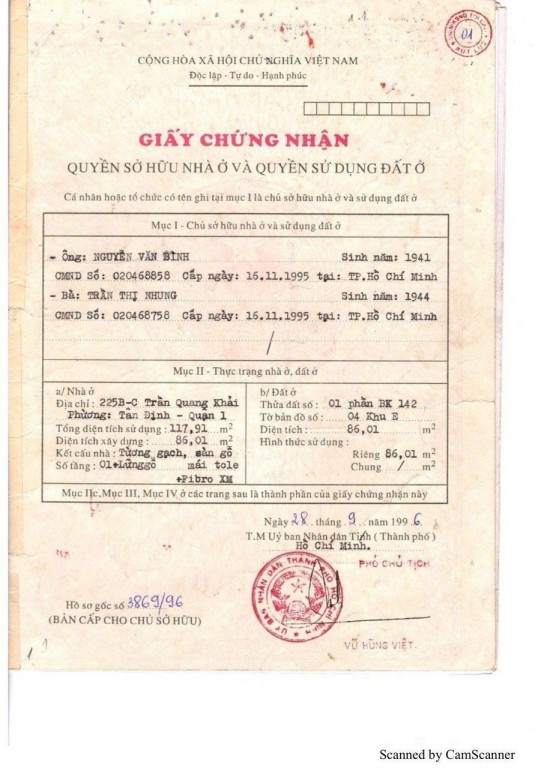 01
CỘNG HÒA XÃ HỘI CHỦ NGHĨA VIỆT NAM
Độc lập - Tự do - Hạnh phúc
GIẤY CHỨNG NHẬN
QUYỀN SỞ HỮU NHÀ Ở VÀ QUYỀN SỬ DỤNG ĐẤT Ở
Cá nhân hoặc tổ chức có tên ghi tại mục I là chủ sở hữu nhà ở và sử dụng đất ở
Mục I - Chủ sở hữu nhà ở và sử dụng đất ở
- Ông: NGUYỄN VĂN BÌNH Sinh năm: 1941
CMND Số: 020468858 Cấp ngày: 16.11.1995 tại: TP.Hồ Chí Minh
- Bà: TRẦN THỊ NHUNG Sinh năm: 1944
CMND Số: 020468758 Cấp ngày: 16.11.1995 tại: TP.Hồ Chí Minh
/
Mục II - Thực trạng nhà ở, đất ở
a/ Nhà ở
Địa chỉ: 225B-C Trần Quang Khải
Phường: Tân Định - Quận 1
Tổng diện tích sử dụng: 117,91 m2
Diện tích xây dựng: 86,01 m2
Kết cấu nhà: Tường gạch, sàn gỗ
Số tầng: 01+Lửnggỗ mái tole
+Fibro XM
b/ Đất ở
Thửa đất số: 01 phần BK 142
Tờ bản đồ số: 04 Khu E
Diện tích: 86,01 m2
Hình thức sử dụng:
Riêng 86,01 m2
Chung / m2
Mục IIc, Mục III, Mục IV ở các trang sau là thành phần của giấy chứng nhận này
Ngày 28 tháng 9 năm 1996
T.M Uỷ ban Nhân dân Tỉnh (Thành phố)
Hồ Chí Minh.
PHÓ CHỦ TỊCH
ỦY BAN NHÂN DÂN THÀNH PHỐ HỒ CHÍ MINH
Hồ sơ gốc số 3869/96
(BẢN CẤP CHO CHỦ SỞ HỮU)
VŨ HÙNG VIỆT.
Scanned by CamScanner